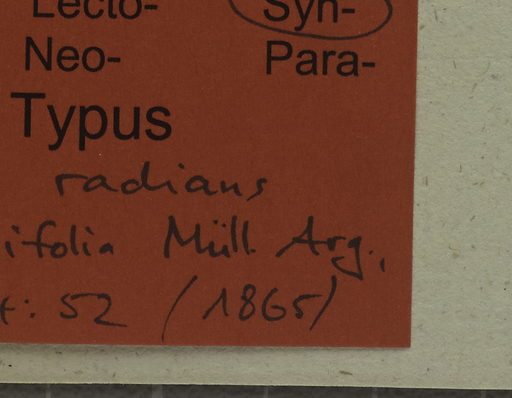 Lecto- Syn-
Neo- Para-
Typus
radians
ifolia Müll. Arg.,
t: 52 (1865)